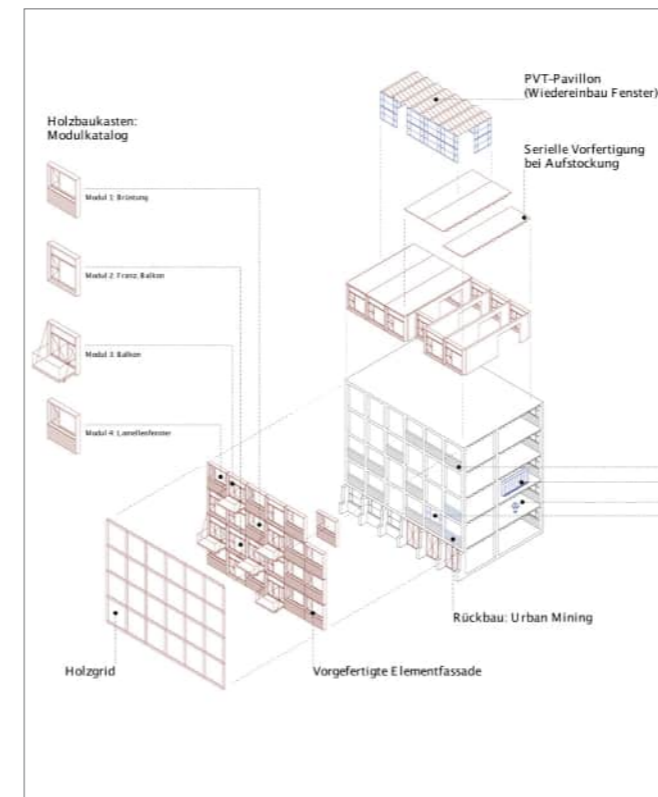 PVT-Pavillon
(Wiedereinbau Fenster)
Holzbaukasten:
Modulkatalog
Serielle Vorfertigung
bei Aufstockung
Modul 1: Brüstung
Modul 2: Franz. Balkon
Modul 3: Balkon
Modul 4: Lamellenfenster
Rückbau: Urban Mining
Holzgrid
Vorgefertigte Elementfassade